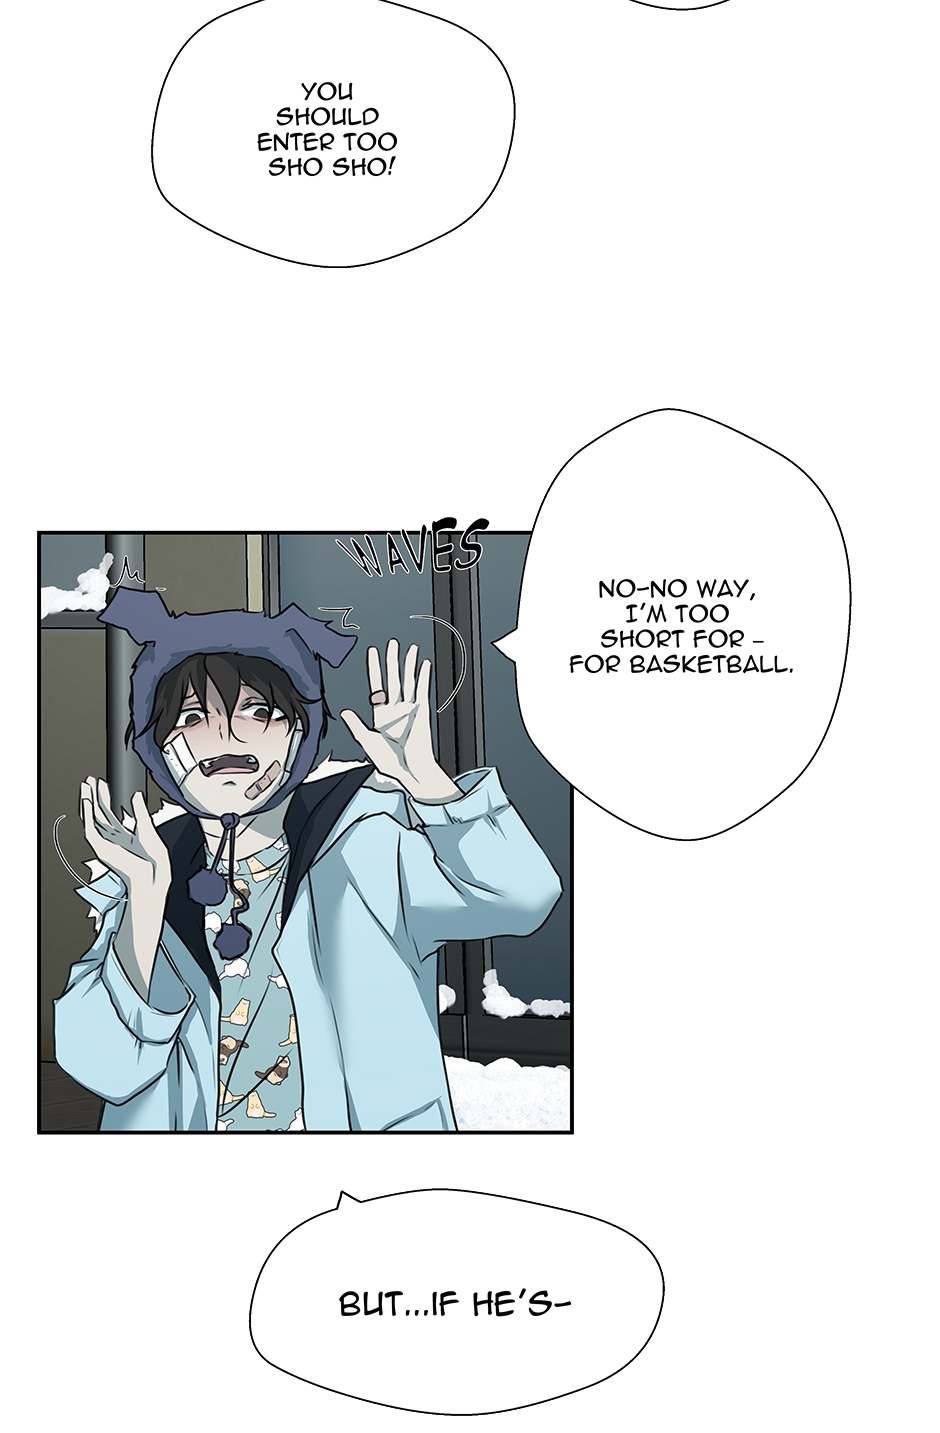 YOU
SHOULD
ENTER TOO
SHO SHO!
WAVES
NO-NO WAY,
I'M TOO
SHORT FOR –
FOR BASKETBALL.
BUT...IF HE'S-